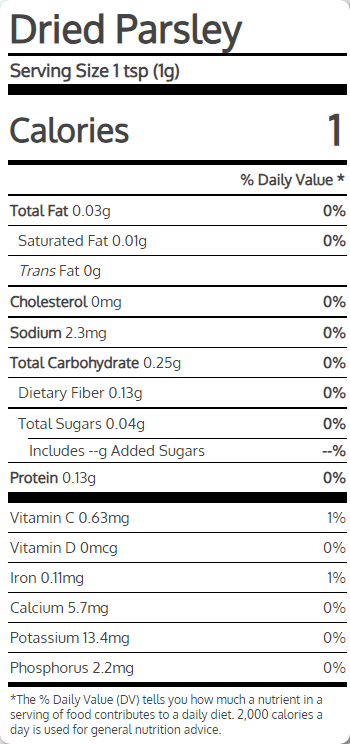 Dried Parsley
Serving Size 1 tsp (1g)
Calories 1
% Daily Value *
Total Fat 0.03g 0%
Saturated Fat 0.01g 0%
Trans Fat 0g
Cholesterol 0mg 0%
Sodium 2.3mg 0%
Total Carbohydrate 0.25g 0%
Dietary Fiber 0.13g 0%
Total Sugars 0.04g 0%
Includes --g Added Sugars --%
Protein 0.13g 0%
Vitamin C 0.63mg 1%
Vitamin D 0mcg 0%
Iron 0.11mg 1%
Calcium 5.7mg 0%
Potassium 13.4mg 0%
Phosphorus 2.2mg 0%
*The % Daily Value (DV) tells you how much a nutrient in a
serving of food contributes to a daily diet. 2,000 calories a
day is used for general nutrition advice.